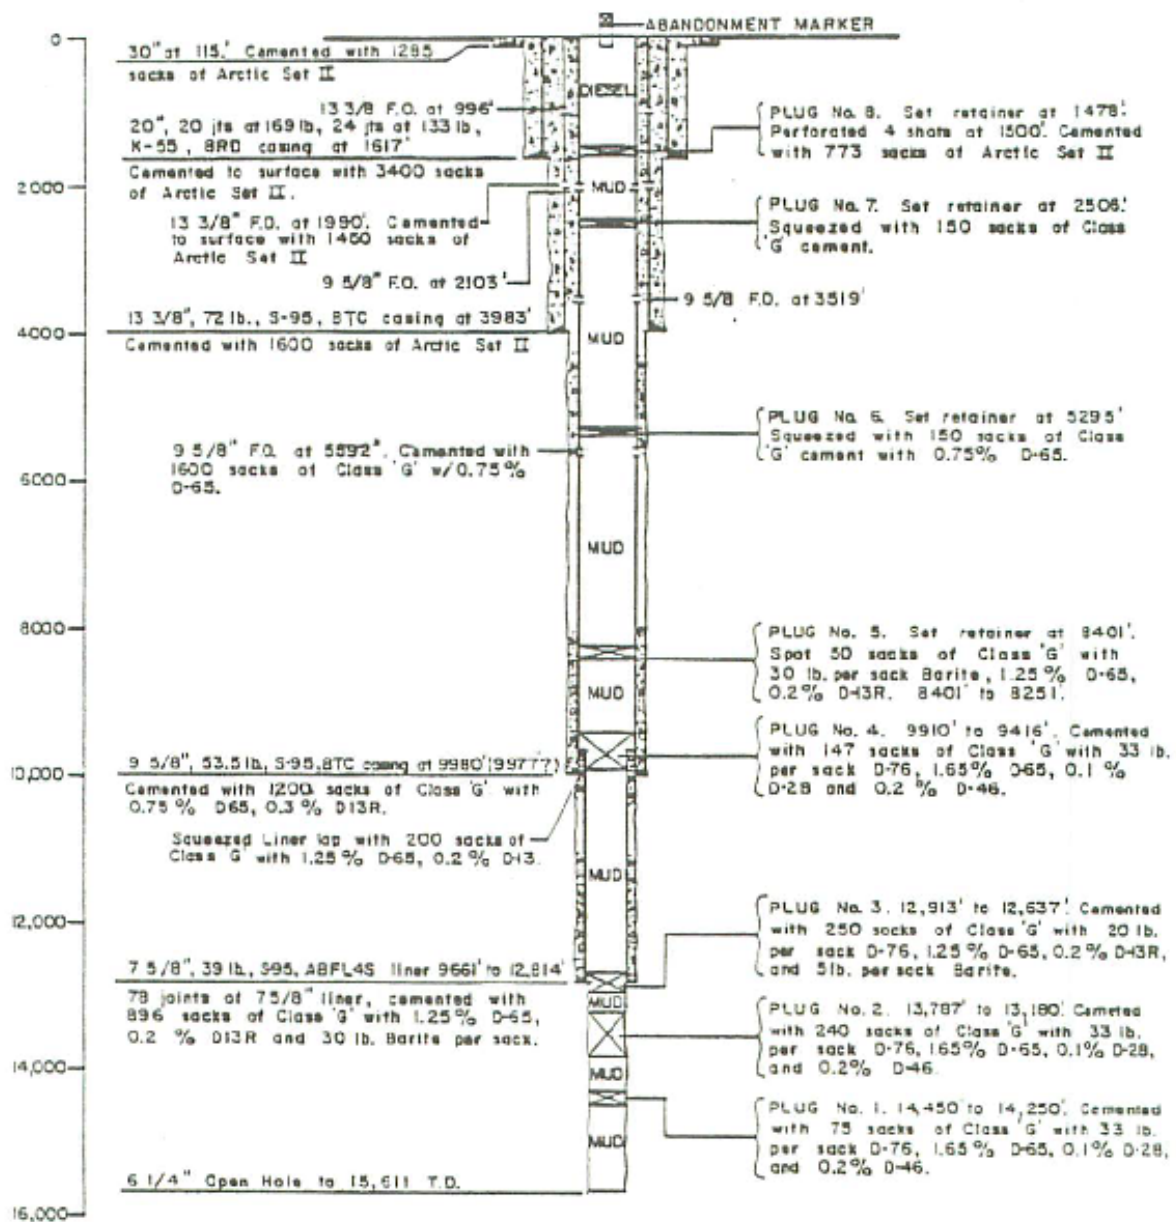 ABANDONMENT MARKER
0
30" at 115.' Cemented with 1285
sacks of Arctic Set II
DIESEL
13 3/8 F.O. at 996'
20", 20 jts at 169 lb, 24 jts at 133 lb,
K-55, 8RD casing at 1617'
Cemented to surface with 3400 sacks
of Arctic Set II.
PLUG No. 8. Set retainer at 1478'.
Perforated 4 shots at 1500'. Cemented
with 773 sacks of Arctic Set II
2000
MUD
13 3/8" F.O. at 1990'. Cemented
to surface with 1450 sacks of
Arctic Set II
PLUG No. 7. Set retainer at 2506.'
Squeezed with 150 sacks of Class
'G' cement.
9 5/8" F.O. at 2103'
9 5/8 F.O. at 3519'
13 3/8", 72 lb., S-95, BTC casing at 3983'
Cemented with 1600 sacks of Arctic Set II
4000
MUD
PLUG No. 6. Set retainer at 5295'
Squeezed with 150 sacks of Class
'G' cement with 0.75% D-65.
9 5/8" F.O. at 5592". Cemented with
1600 sacks of Class 'G' w/0.75%
D-65.
6000
MUD
8000
PLUG No. 5. Set retainer at 8401'.
Spot 50 sacks of Class 'G' with
30 lb. per sack Barite, 1.25% D-65,
0.2% D-13R. 8401' to 8251'.
MUD
PLUG No. 4. 9910' to 9416'. Cemented
with 147 sacks of Class 'G' with 33 lb.
per sack D-76, 1.65% D-65, 0.1%
D-28 and 0.2% D-46.
9 5/8", 53.5 lb, S-95, BTC casing at 9980' (9977?)
10,000
Cemented with 1200 sacks of Class 'G' with
0.75% D65, 0.3% D13R.
Squeezed Liner lap with 200 sacks of
Class 'G' with 1.25% D-65, 0.2% D-13.
MUD
12,000
PLUG No. 3. 12,913' to 12,637'. Cemented
with 250 socks of Class 'G' with 20 lb.
per sack D-76, 1.25% D-65, 0.2% D-13R,
and 5 lb. per sack Barite.
7 5/8", 39 lb., S95, ABFL4S liner 9661' to 12,814'
78 joints of 7 5/8" liner, cemented with
896 sacks of Class 'G' with 1.25% D-65,
0.2 % D13R and 30 lb. Barite per sack.
MUD
PLUG No. 2. 13,787' to 13,180'. Cemeted
with 240 sacks of Class 'G' with 33 lb.
per sack D-76, 1.65% D-65, 0.1% D-28,
and 0.2% D-46.
14,000
MUD
PLUG No. 1. 14,450' to 14,250'. Cemented
with 75 sacks of Class 'G' with 33 lb.
per sack D-76, 1.65% D-65, 0.1% D-28,
and 0.2% D-46.
MUD
6 1/4" Open Hole to 15,611 T.D.
16,000